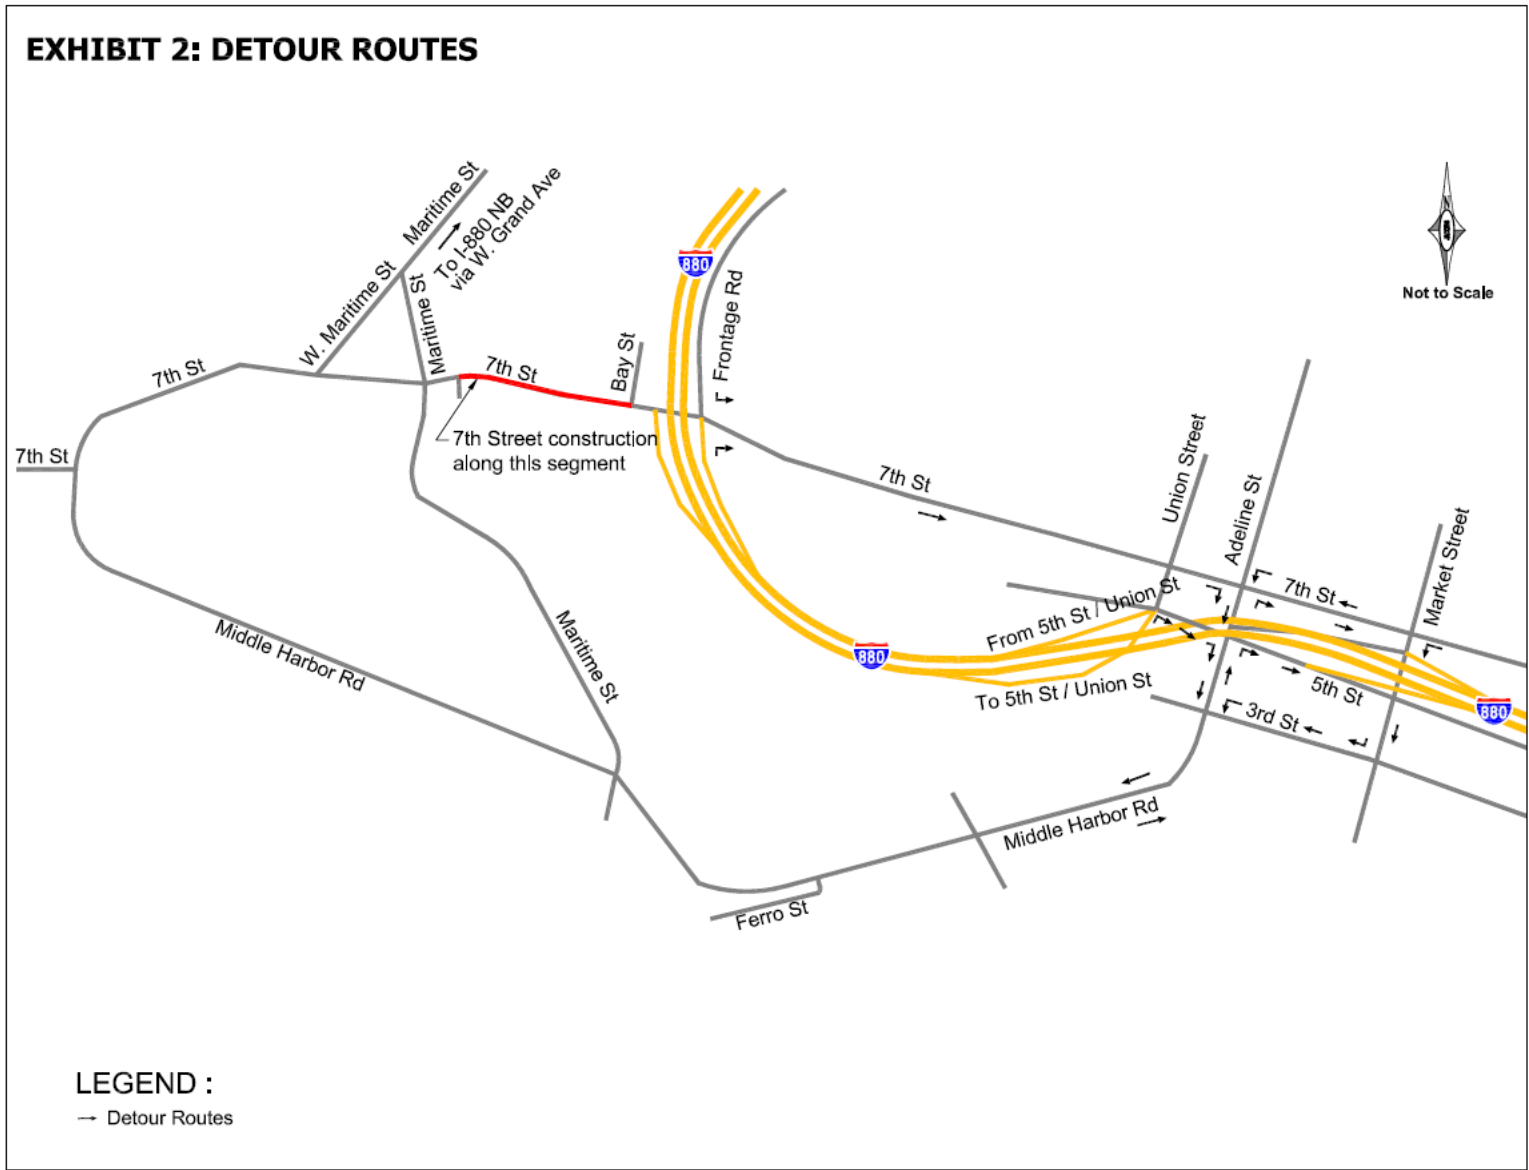 EXHIBIT 2: DETOUR ROUTES
Maritime St
To I-880 NB
via W. Grand Ave
W. Maritime St
Maritime St
880
Not to Scale
Frontage Rd
Bay St
7th St
7th St
7th Street construction
along this segment
7th St
7th St
Union Street
Adeline St
Market Street
7th St
From 5th St / Union St
880
To 5th St / Union St
5th St
880
3rd St
Maritime St
Middle Harbor Rd
Middle Harbor Rd
Ferro St
LEGEND :
Detour Routes